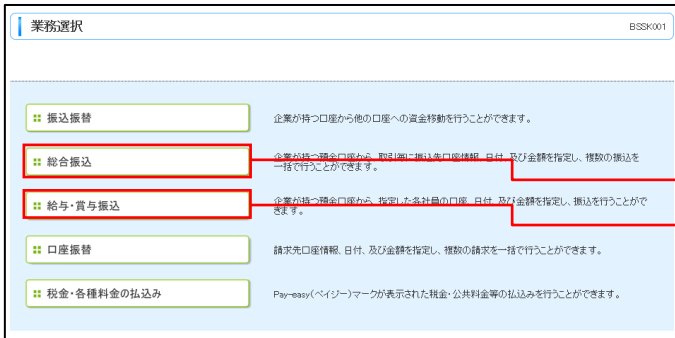 業務選択
BSSK001
振込振替
企業が持つ口座から他の口座への資金移動を行うことができます。
総合振込
企業が持つ預金口座から、取引毎に振込先口座情報、日付、及び金額を指定し、複数の振込を
一括で行うことができます。
給与・賞与振込
企業が持つ預金口座から、指定した各社員の口座、日付、及び金額を指定し、振込を行うことがで
きます。
口座振替
請求先口座情報、日付、及び金額を指定し、複数の請求を一括で行うことができます。
税金・各種料金の払込み
Pay-easy(ペイジー)マークが表示された税金・公共料金等の払込みを行うことができます。